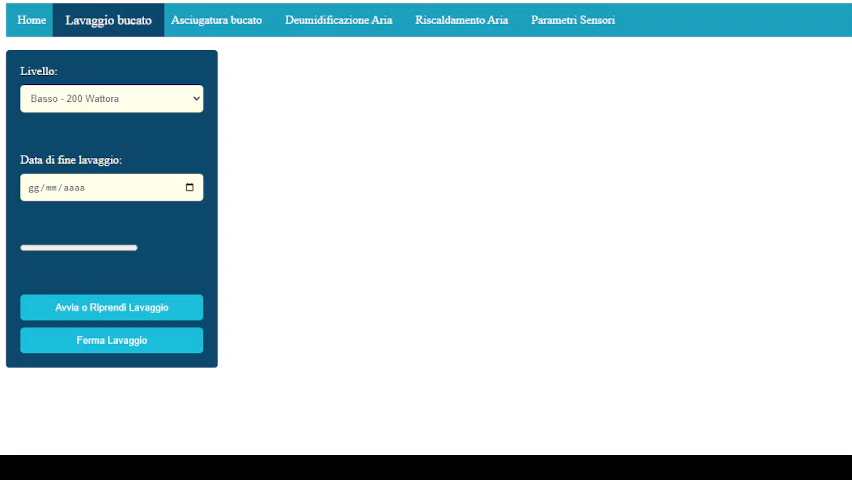 Home Lavaggio bucato Asciugatura bucato Deumidificazione Aria Riscaldamento Aria Parametri Sensori
Livello:
Basso - 200 Wattora
Data di fine lavaggio:
gg/mm/aaaa
Avvia o Riprendi Lavaggio
Ferma Lavaggio